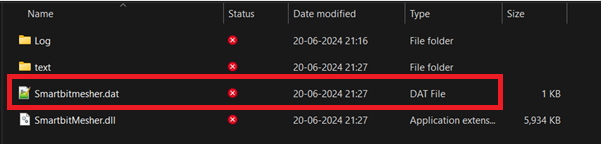 Name Status Date modified Type Size
Log 20-06-2024 21:16 File folder
text 20-06-2024 21:27 File folder
Smartbitmesher.dat 20-06-2024 21:27 DAT File 1 KB
SmartbitMesher.dll 20-06-2024 21:27 Application extens... 5,934 KB